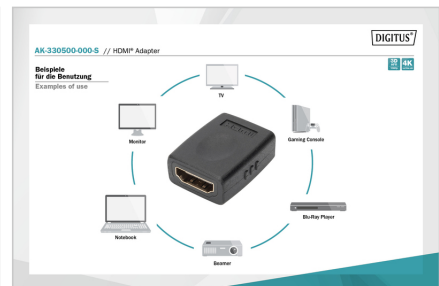 DIGITUS®
AK-330500-000-S // HDMI® Adapter
Beispiele
für die Benutzung
Examples of use
4K
TV
Monitor
Gaming Console
Notebook
Blu-Ray Player
Beamer